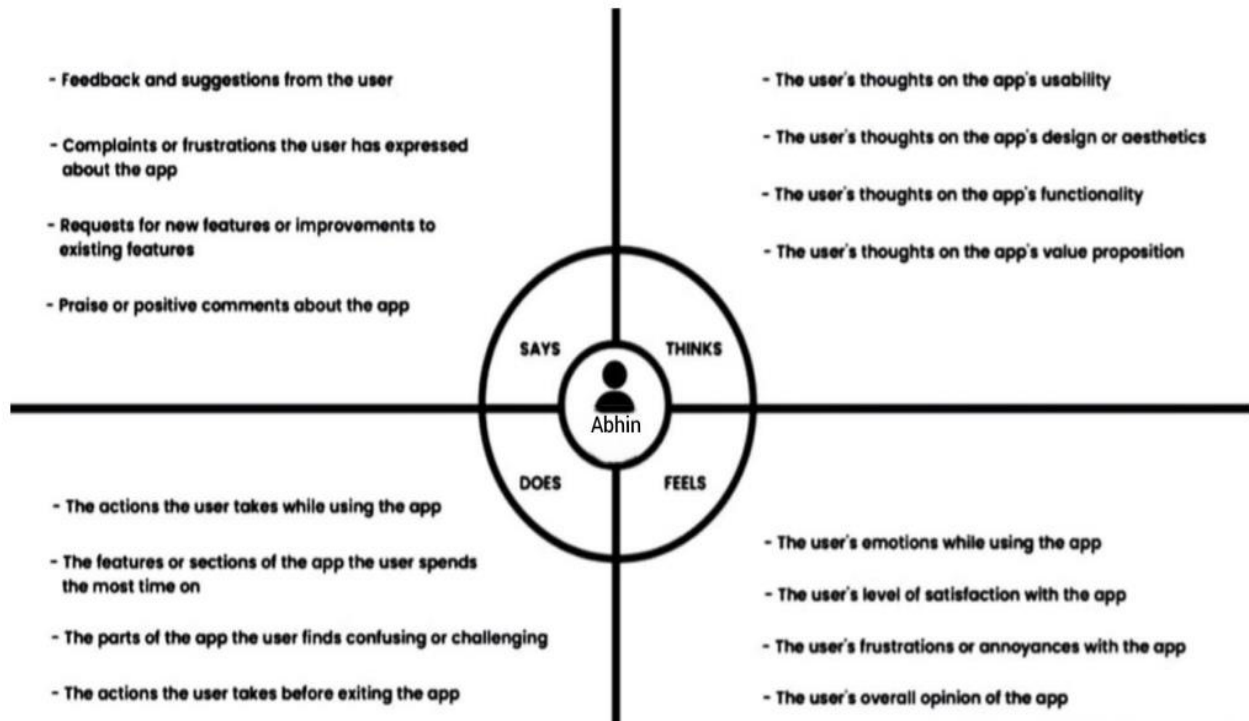 - Feedback and suggestions from the user
- Complaints or frustrations the user has expressed
about the app
- Requests for new features or improvements to
existing features
- Praise or positive comments about the app
- The user's thoughts on the app's usability
- The user's thoughts on the app's design or aesthetics
- The user's thoughts on the app's functionality
- The user's thoughts on the app's value proposition
SAYS
THINKS
Abhin
DOES
FEELS
- The actions the user takes while using the app
- The features or sections of the app the user spends
the most time on
- The parts of the app the user finds confusing or challenging
- The actions the user takes before exiting the app
- The user's emotions while using the app
- The user's level of satisfaction with the app
- The user's frustrations or annoyances with the app
- The user's overall opinion of the app